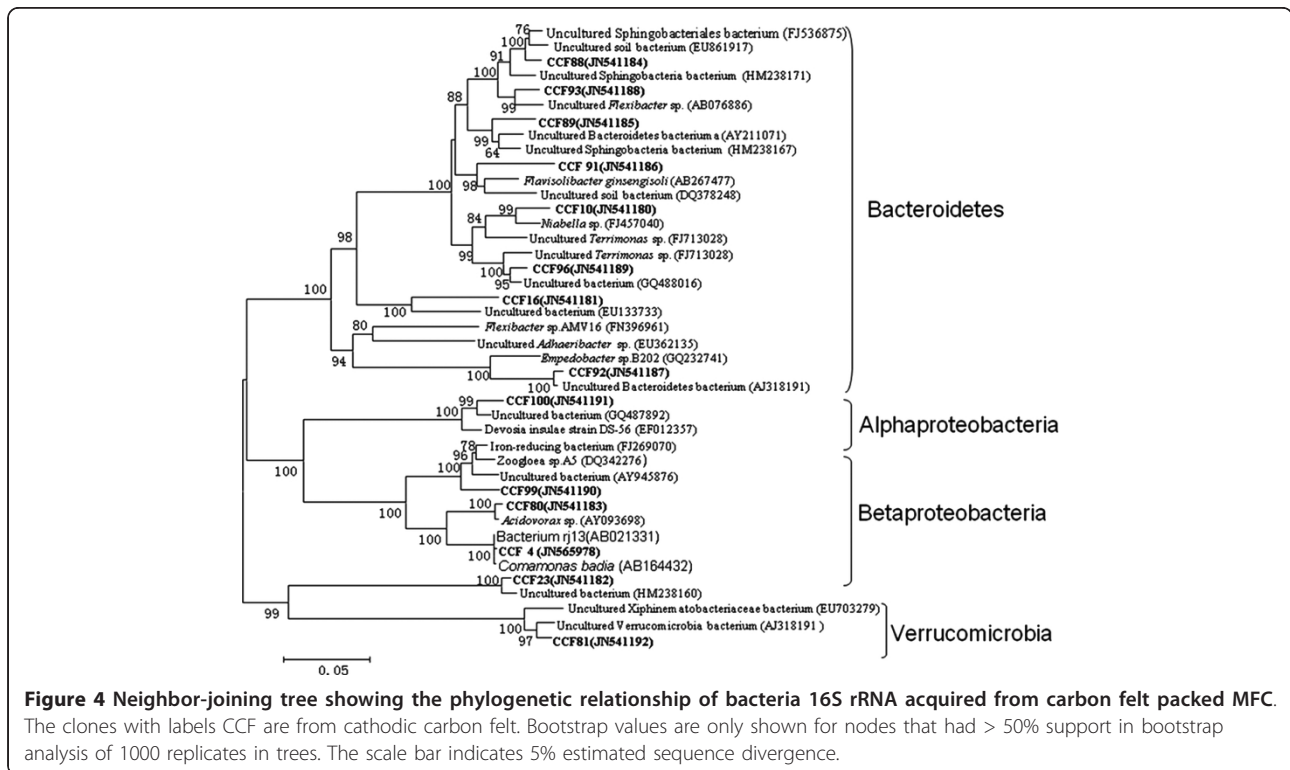 76
Uncultured Sphingobacteriales bacterium (FJ536875)
100
Uncultured soil bacterium (EU861917)
91
CCF88(JN541184)
100
Uncultured Sphingobacteria bacterium (HM238171)
CCF93(JN541188)
99
Uncultured Flexibacter sp. (AB076886)
88
CCF89(JN541185)
99
Uncultured Bacteroidetes bacterium a (AY211071)
64
Uncultured Sphingobacteria bacterium (HM238167)
CCF 91(JN541186)
100
98
Flavisolibacter ginsengisoli (AB267477)
Uncultured soil bacterium (DQ378248)
99
CCF10(JN541180)
84
Niabella sp. (FJ457040)
Uncultured Terrimonas sp. (FJ713028)
99
Uncultured Terrimonas sp. (FJ713028)
100
CCF96(JN541189)
95
Uncultured bacterium (GQ488016)
98
CCF16(JN541181)
100
Uncultured bacterium (EU133733)
100
80
Flexibacter sp.AMV16 (FN396961)
Uncultured Adhaeribacter sp. (EU362135)
94
Empedobacter sp.B202 (GQ232741)
100
CCF92(JN541187)
100
Uncultured Bacteroidetes bacterium (AJ318191)
Bacteroidetes
99
CCF100(JN541191)
100
Uncultured bacterium (GQ487892)
Devosia insulae strain DS-56 (EF012357)
Alphaproteobacteria
100
78
Iron-reducing bacterium (FJ269070)
96
Zoogloea sp.A5 (DQ342276)
100
Uncultured bacterium (AY945876)
CCF99(JN541190)
100
100
CCF80(JN541183)
Acidovorax sp. (AY093698)
100
Bacterium rj13(AB021331)
CCF 4 (JN565978)
100
Comamonas badia (AB164432)
Betaproteobacteria
100
CCF23(JN541182)
Uncultured bacterium (HM238160)
99
Uncultured Xiphinem atobacteriaceae bacterium (EU703279)
100
Uncultured Verrucomicrobia bacterium (AJ318191 )
97
CCF81(JN541192)
Verrucomicrobia
0.05
Figure 4 Neighbor-joining tree showing the phylogenetic relationship of bacteria 16S rRNA acquired from carbon felt packed MFC.
The clones with labels CCF are from cathodic carbon felt. Bootstrap values are only shown for nodes that had > 50% support in bootstrap
analysis of 1000 replicates in trees. The scale bar indicates 5% estimated sequence divergence.